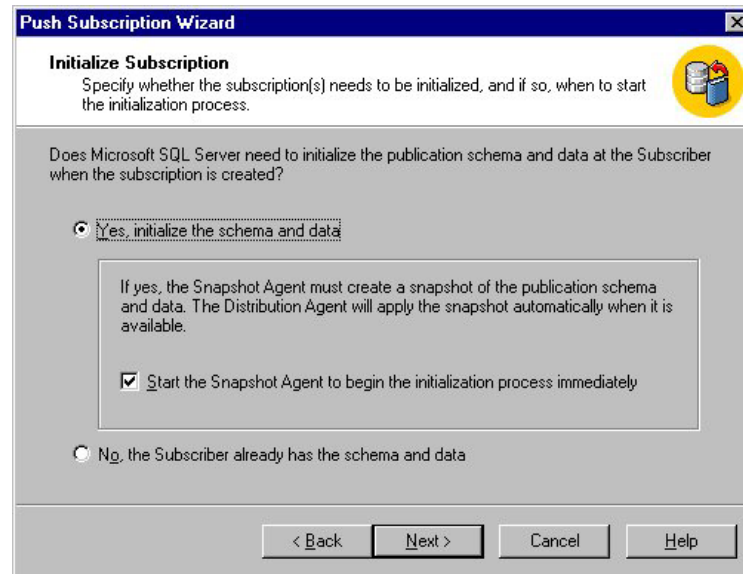 Push Subscription Wizard
Initialize Subscription
Specify whether the subscription(s) needs to be initialized, and if so, when to start
the initialization process.
Does Microsoft SQL Server need to initialize the publication schema and data at the Subscriber
when the subscription is created?
Yes, initialize the schema and data
If yes, the Snapshot Agent must create a snapshot of the publication schema
and data. The Distribution Agent will apply the snapshot automatically when it is
available.
Start the Snapshot Agent to begin the initialization process immediately
No, the Subscriber already has the schema and data
< Back Next > Cancel Help